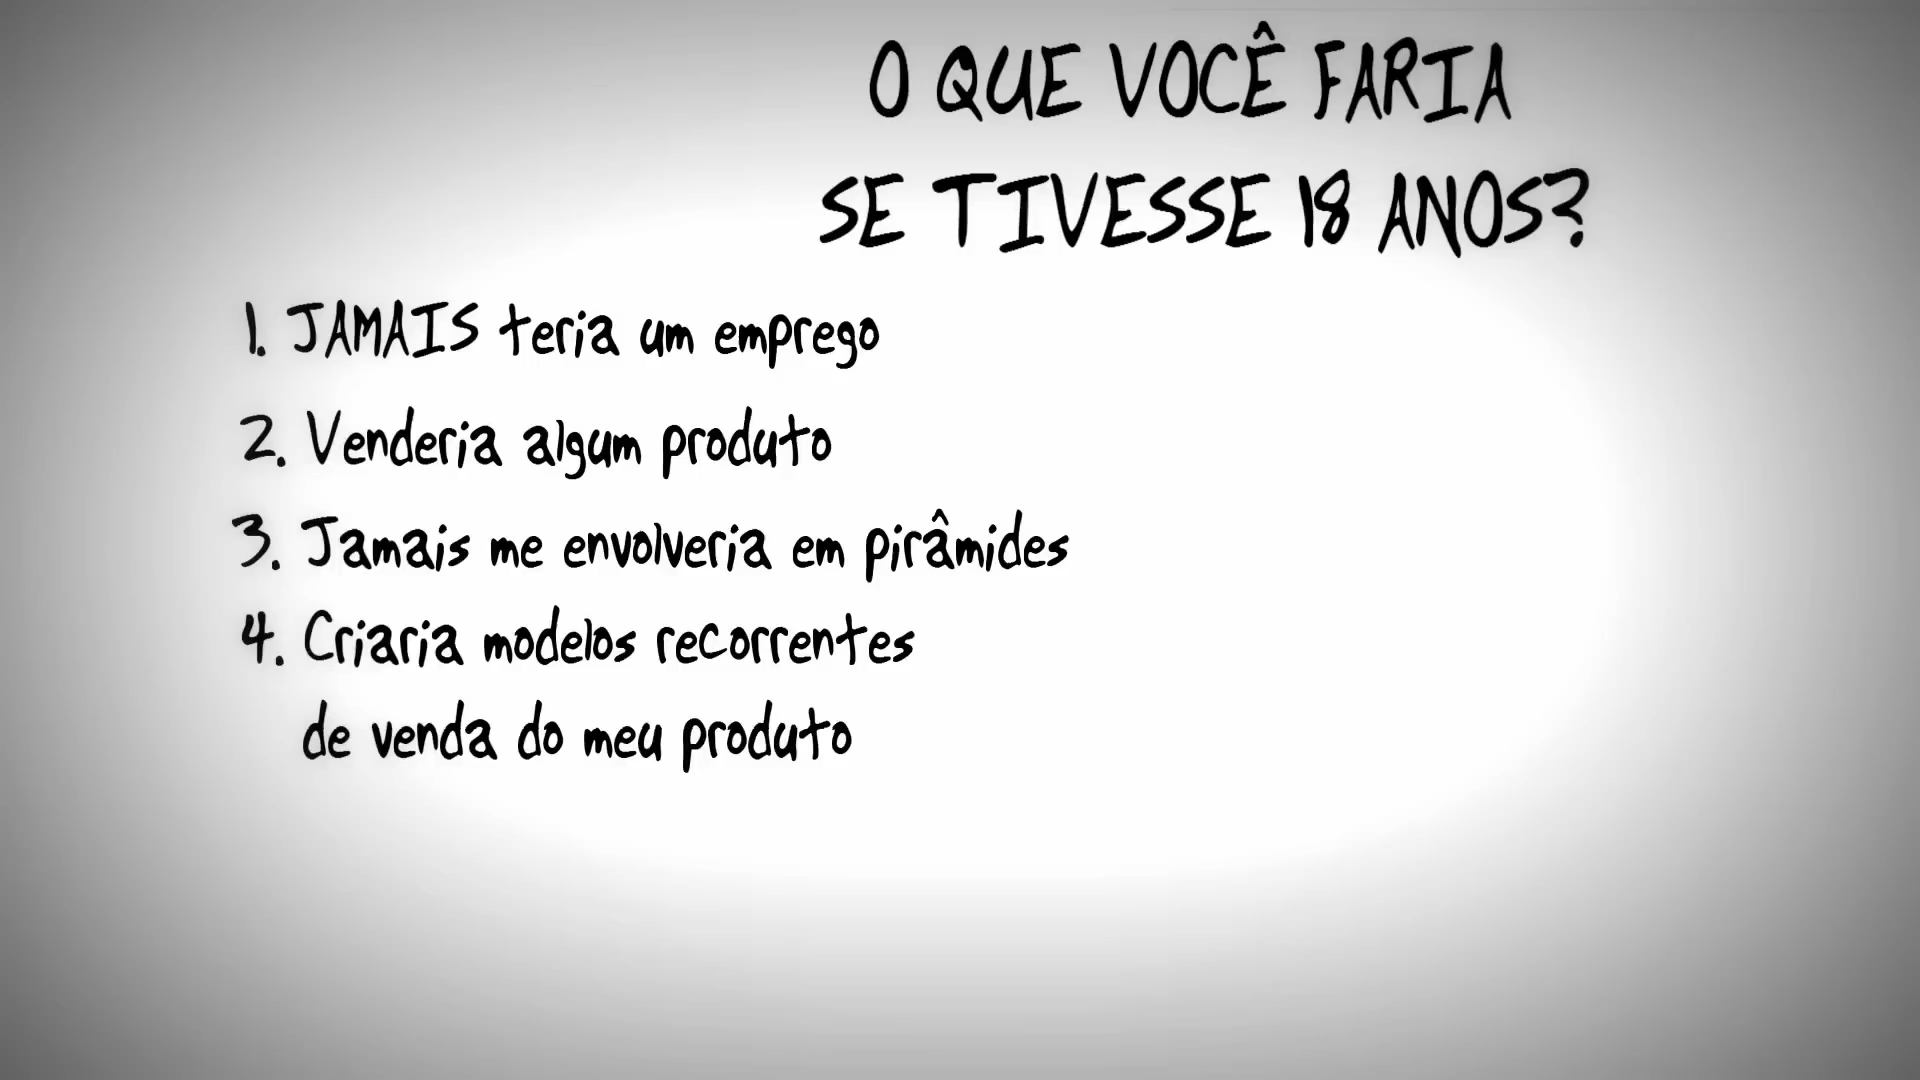 O QUE VOCÊ FARIA
SE TIVESSE 18 ANOS?
1. JAMAIS teria um emprego
2. Venderia algum produto
3. Jamais me envolveria em pirâmides
4. Criaria modelos recorrentes
de venda do meu produto